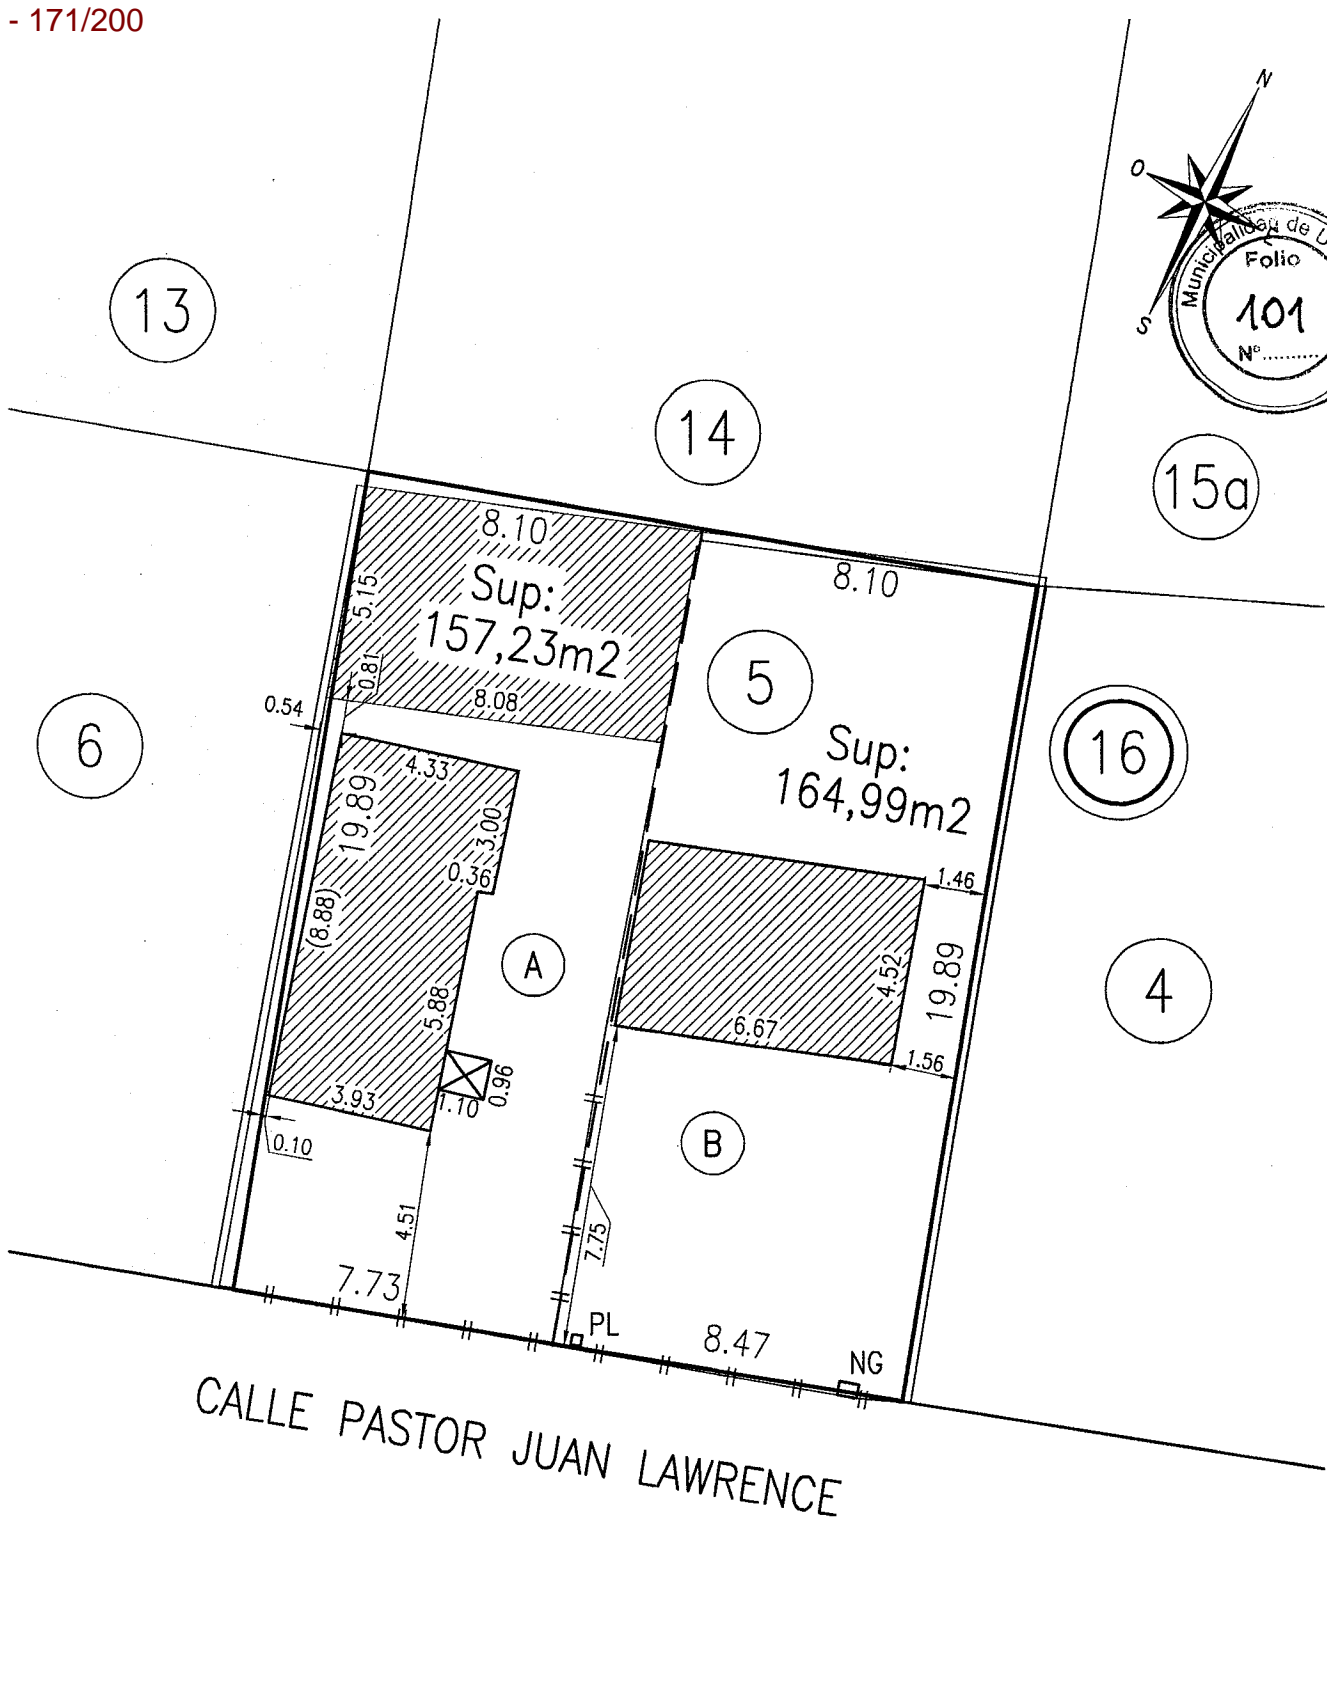 - 171/200
N
O
S
Municipalidad de U
Folio
101
Nº..........
13
14
15a
8.10
Sup:
157,23m2
5.15
0.81
8.08
0.54
8.10
5
Sup:
164,99m2
16
6
4.33
19.89
3.00
0.36
(8.88)
A
5.88
1.46
4.52
19.89
4
6.67
1.56
3.93
1.10
0.96
0.10
B
4.51
7.75
7.73
PL
8.47
NG
CALLE PASTOR JUAN LAWRENCE